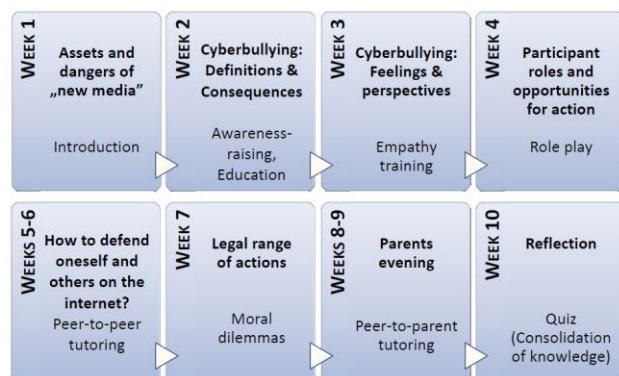 WEEK 1
Assets and
dangers of
„new media”
Introduction
WEEK 2
Cyberbullying:
Definitions &
Consequences
Awareness-
raising,
Education
WEEK 3
Cyberbullying:
Feelings &
perspectives
Empathy
training
WEEK 4
Participant
roles and
opportunities
for action
Role play
WEEKS 5-6
How to defend
oneself and
others on the
internet?
Peer-to-peer
tutoring
WEEK 7
Legal range
of actions
Moral
dilemmas
WEEKS 8-9
Parents
evening
Peer-to-parent
tutoring
WEEK 10
Reflection
Quiz
(Consolidation
of knowledge)